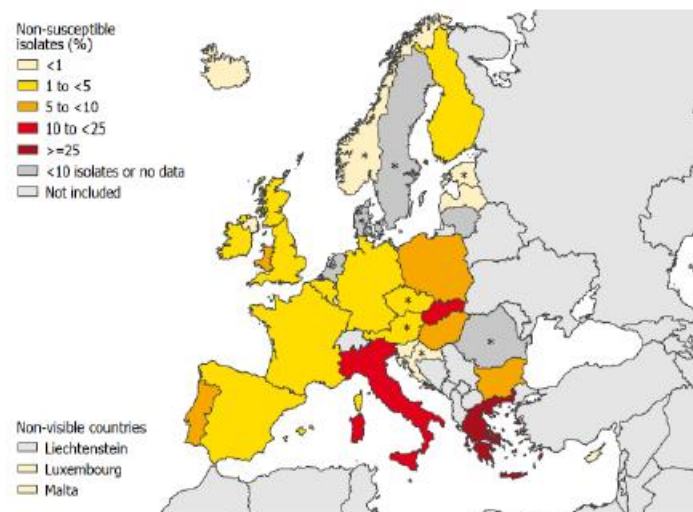 Non-susceptible
isolates (%)
<1
1 to <5
5 to <10
10 to <25
>=25
<10 isolates or no data
Not included
*
*
*
*
*
*
*
Non-visible countries
Liechtenstein
Luxembourg
Malta